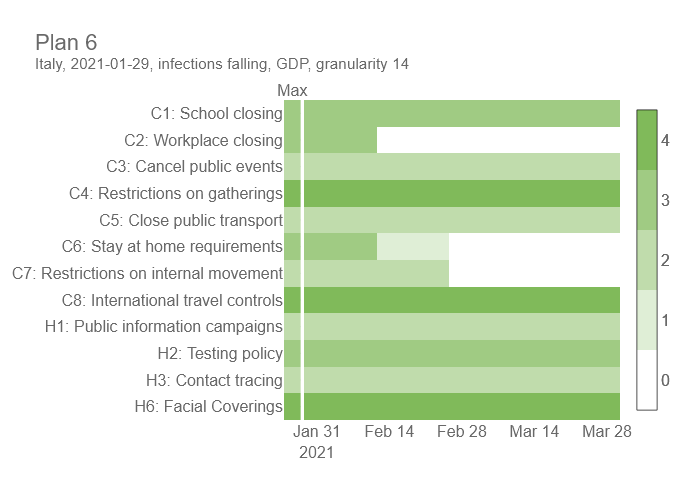 Plan 6
Italy, 2021-01-29, infections falling, GDP, granularity 14
Max
C1: School closing
C2: Workplace closing
C3: Cancel public events
C4: Restrictions on gatherings
C5: Close public transport
C6: Stay at home requirements
C7: Restrictions on internal movement
C8: International travel controls
H1: Public information campaigns
H2: Testing policy
H3: Contact tracing
H6: Facial Coverings
Jan 31 Feb 14 Feb 28 Mar 14 Mar 28
2021
4
3
2
1
0